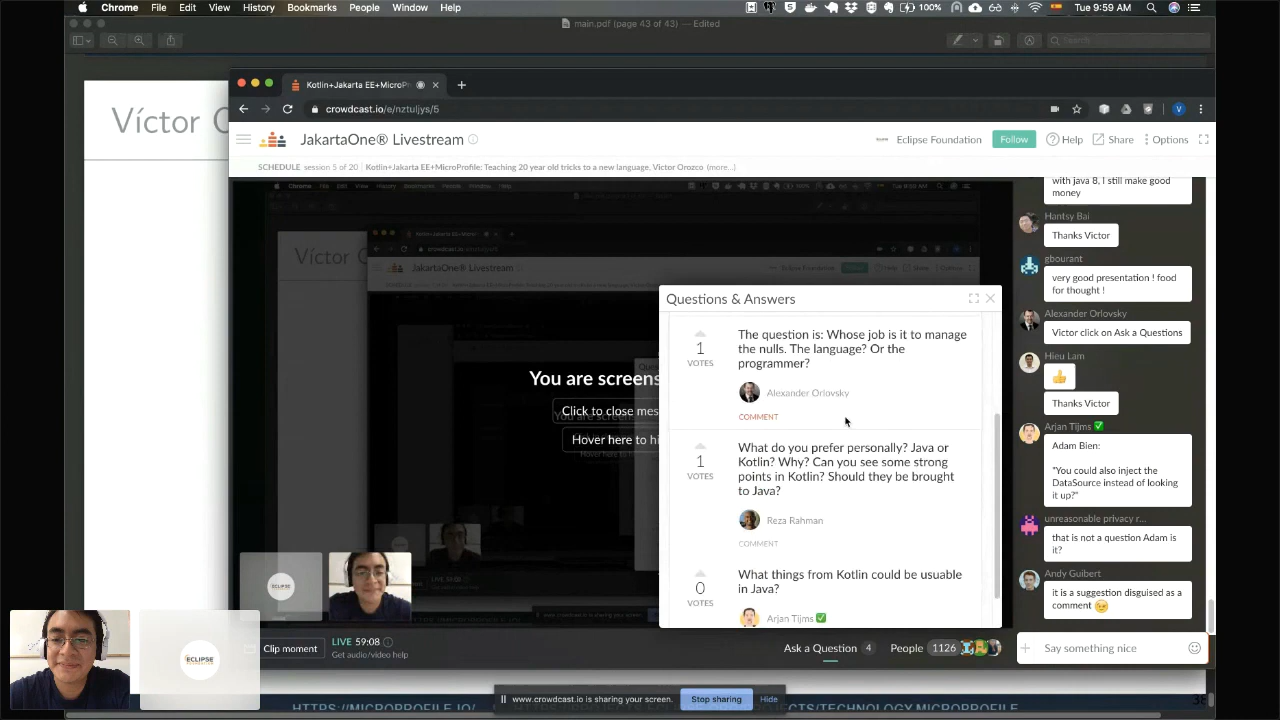 Chrome File Edit View History Bookmarks People Window Help
100% Tue 9:59 AM
main.pdf (page 43 of 43) — Edited
Search
Kotlin+Jakarta EE+MicroPr
crowdcast.io/e/nztuljys/5
V
Víctor O
JakartaOne® Livestream
Eclipse Foundation Follow Help Share Options
SCHEDULE session 5 of 20 Kotlin+Jakarta EE+MicroProfile: Teaching 20 year old tricks to a new language, Victor Orozco (more...)
Víctor
JakartaOne® Livestream
You are screens
Click to close mes
Hover here to hi
Questions & Answers
1
VOTES
The question is: Whose job is it to manage
the nulls. The language? Or the
programmer?
Alexander Orlovsky
COMMENT
1
VOTES
What do you prefer personally? Java or
Kotlin? Why? Can you see some strong
points in Kotlin? Should they be brought
to Java?
Reza Rahman
COMMENT
0
VOTES
What things from Kotlin could be usuable
in Java?
Arjan Tijms
with java 8, I still make good
money
Hantsy Bai
Thanks Victor
gbourant
very good presentation ! food
for thought !
Alexander Orlovsky
Victor click on Ask a Questions
Hieu Lam
Thanks Victor
Arjan Tijms
Adam Bien:
"You could also inject the
DataSource instead of looking
it up?"
unreasonable privacy r...
that is not a question Adam is
it?
Andy Guibert
it is a suggestion disguised as a
comment
Say something nice
ECLIPSE
Clip moment
LIVE 59:08
Get audio/video help
Ask a Question 4 People 1126
ECLIPSE
FOUNDATION
www.crowdcast.io is sharing your screen. Stop sharing Hide
38